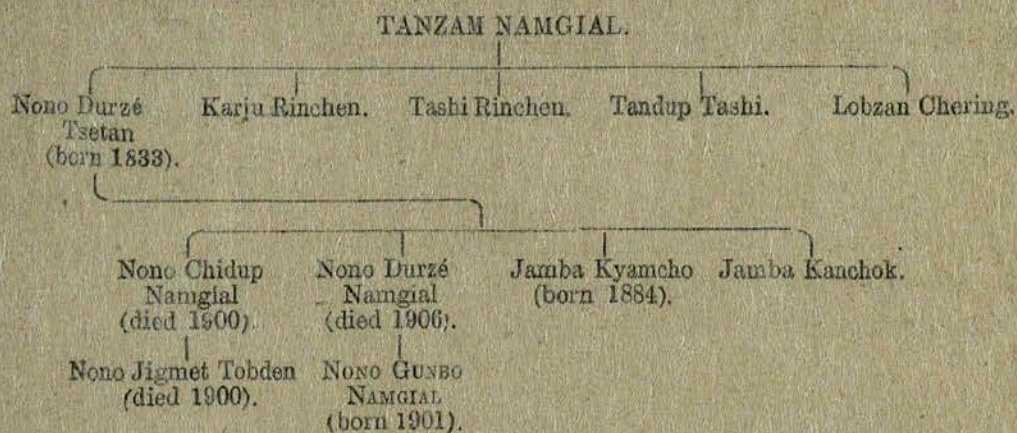 TANZAM NAMGIAL.
Nono Durzé Karju Rinchen. Tashi Rinchen. Tandup Tashi. Lobzan Chering.
Tsetan
(born 1833).
Nono Chidup Nono Durzé Jamba Kyamcho Jamba Kanchok.
Namgial Namgial (born 1884).
(died 1900). (died 1906).
Nono Jigmet Tobden NONO GUNBO
(died 1900). NAMGIAL
(born 1901).